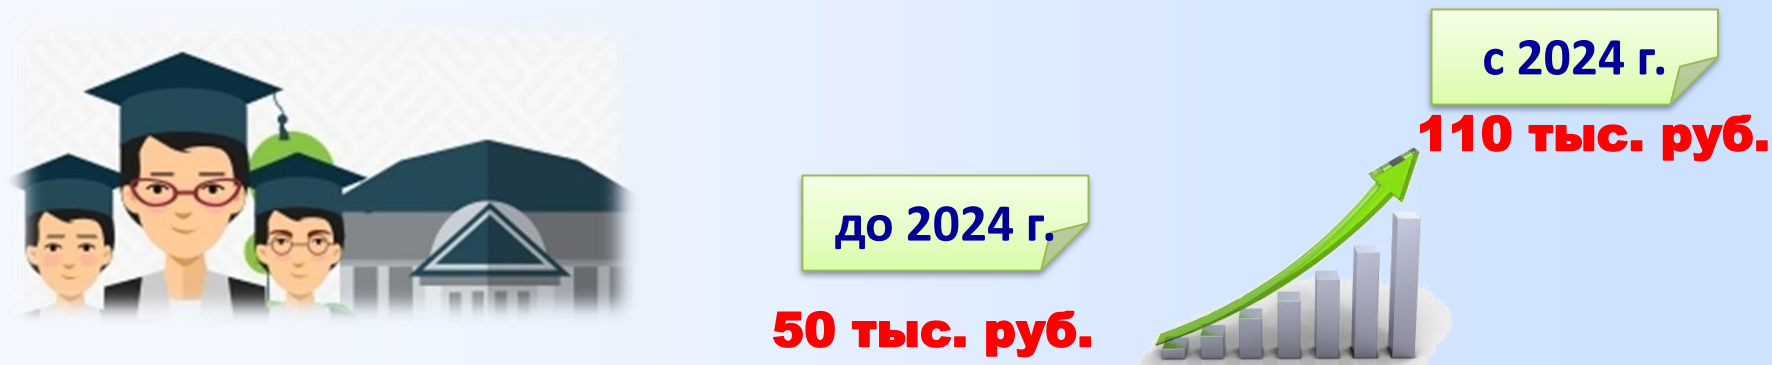 до 2024 г.
50 тыс. руб.
с 2024 г.
110 тыс. руб.